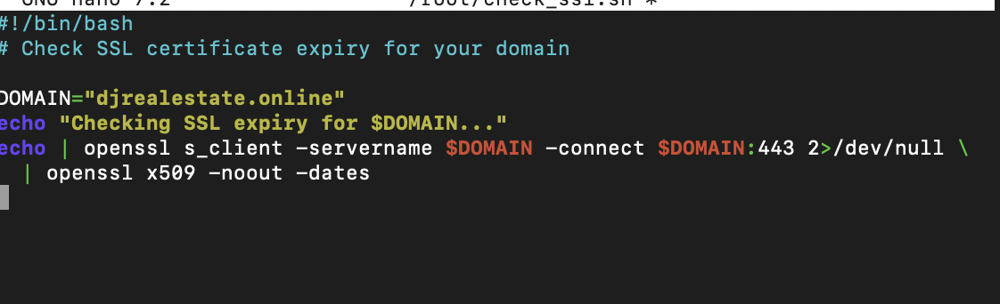 GNU nano 7.2 /root/check_ssl.sh *
#!/bin/bash
# Check SSL certificate expiry for your domain
DOMAIN="djrealestate.online"
echo "Checking SSL expiry for $DOMAIN..."
echo | openssl s_client -servername $DOMAIN -connect $DOMAIN:443 2>/dev/null \
| openssl x509 -noout -dates